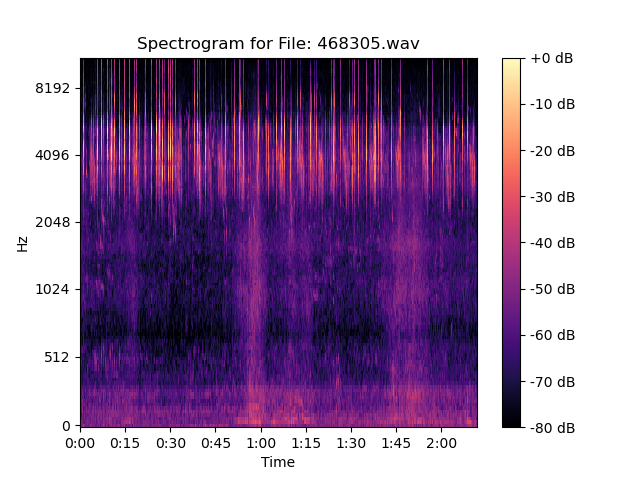 Spectrogram for File: 468305.wav
+0 dB
8192
-10 dB
4096
-20 dB
-30 dB
2048
Hz
-40 dB
1024
-50 dB
512
-60 dB
-70 dB
0
-80 dB
0:00 0:15 0:30 0:45 1:00 1:15 1:30 1:45 2:00
Time